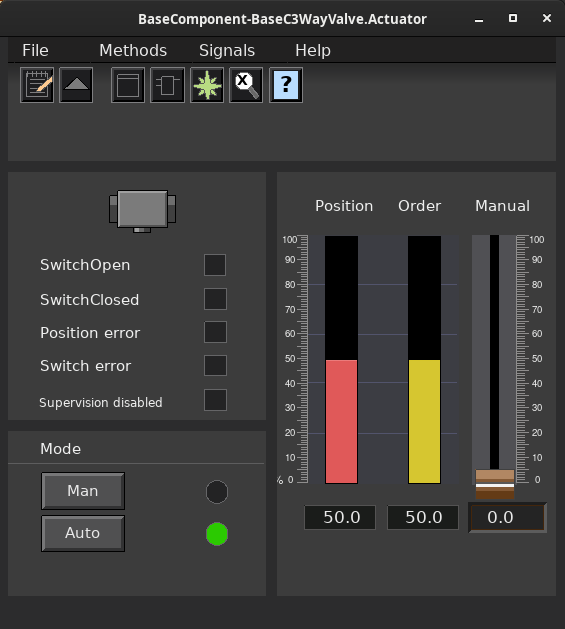 BaseComponent-BaseC3WayValve.Actuator
File Methods Signals Help
X ?
Position Order Manual
SwitchOpen
SwitchClosed
Position error
Switch error
Supervision disabled
100 100
90 90
80 80
70 70
60 60
50 50
40 40
30 30
20 20
10 10
% 0 0
50.0 50.0 0.0
Mode
Man
Auto